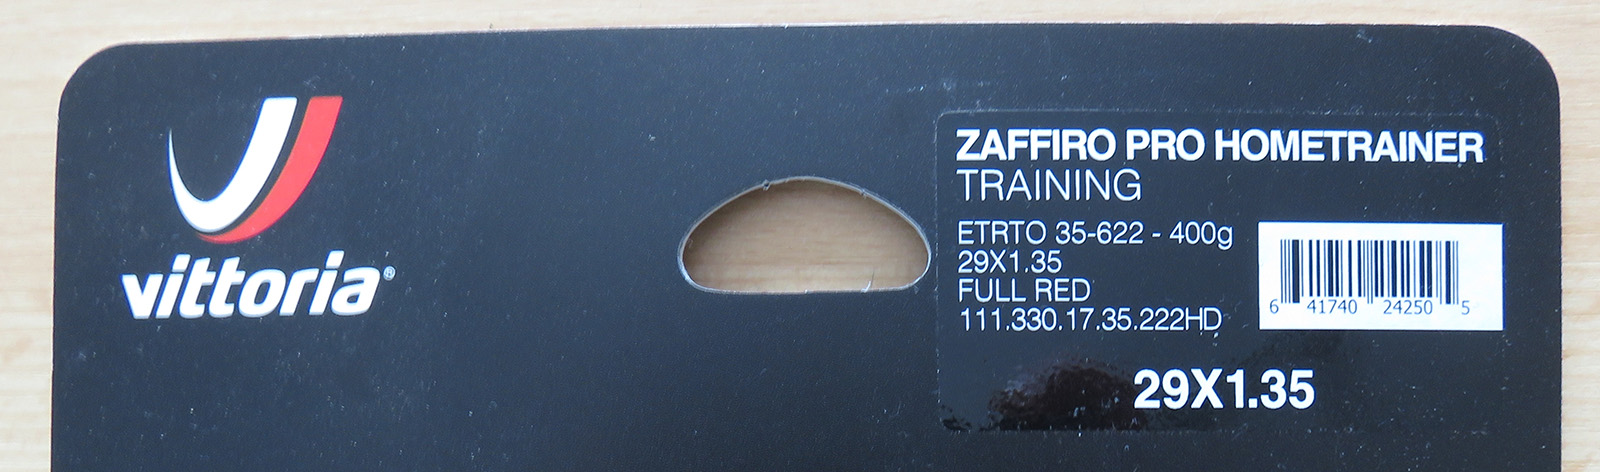 vittoria®
ZAFFIRO PRO HOMETRAINER
TRAINING
ETRTO 35-622 - 400g
29X1.35
FULL RED
111.330.17.35.222HD
6 41740 24250 5
29X1.35